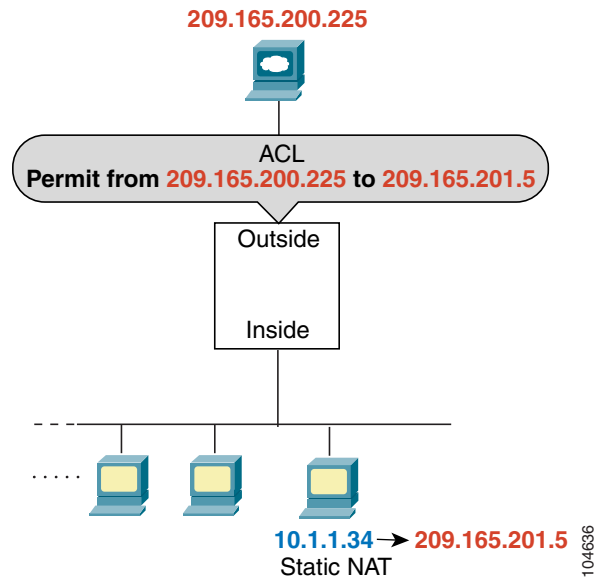 209.165.200.225
ACL
Permit from 209.165.200.225 to 209.165.201.5
Outside
Inside
10.1.1.34 → 209.165.201.5
Static NAT
104636